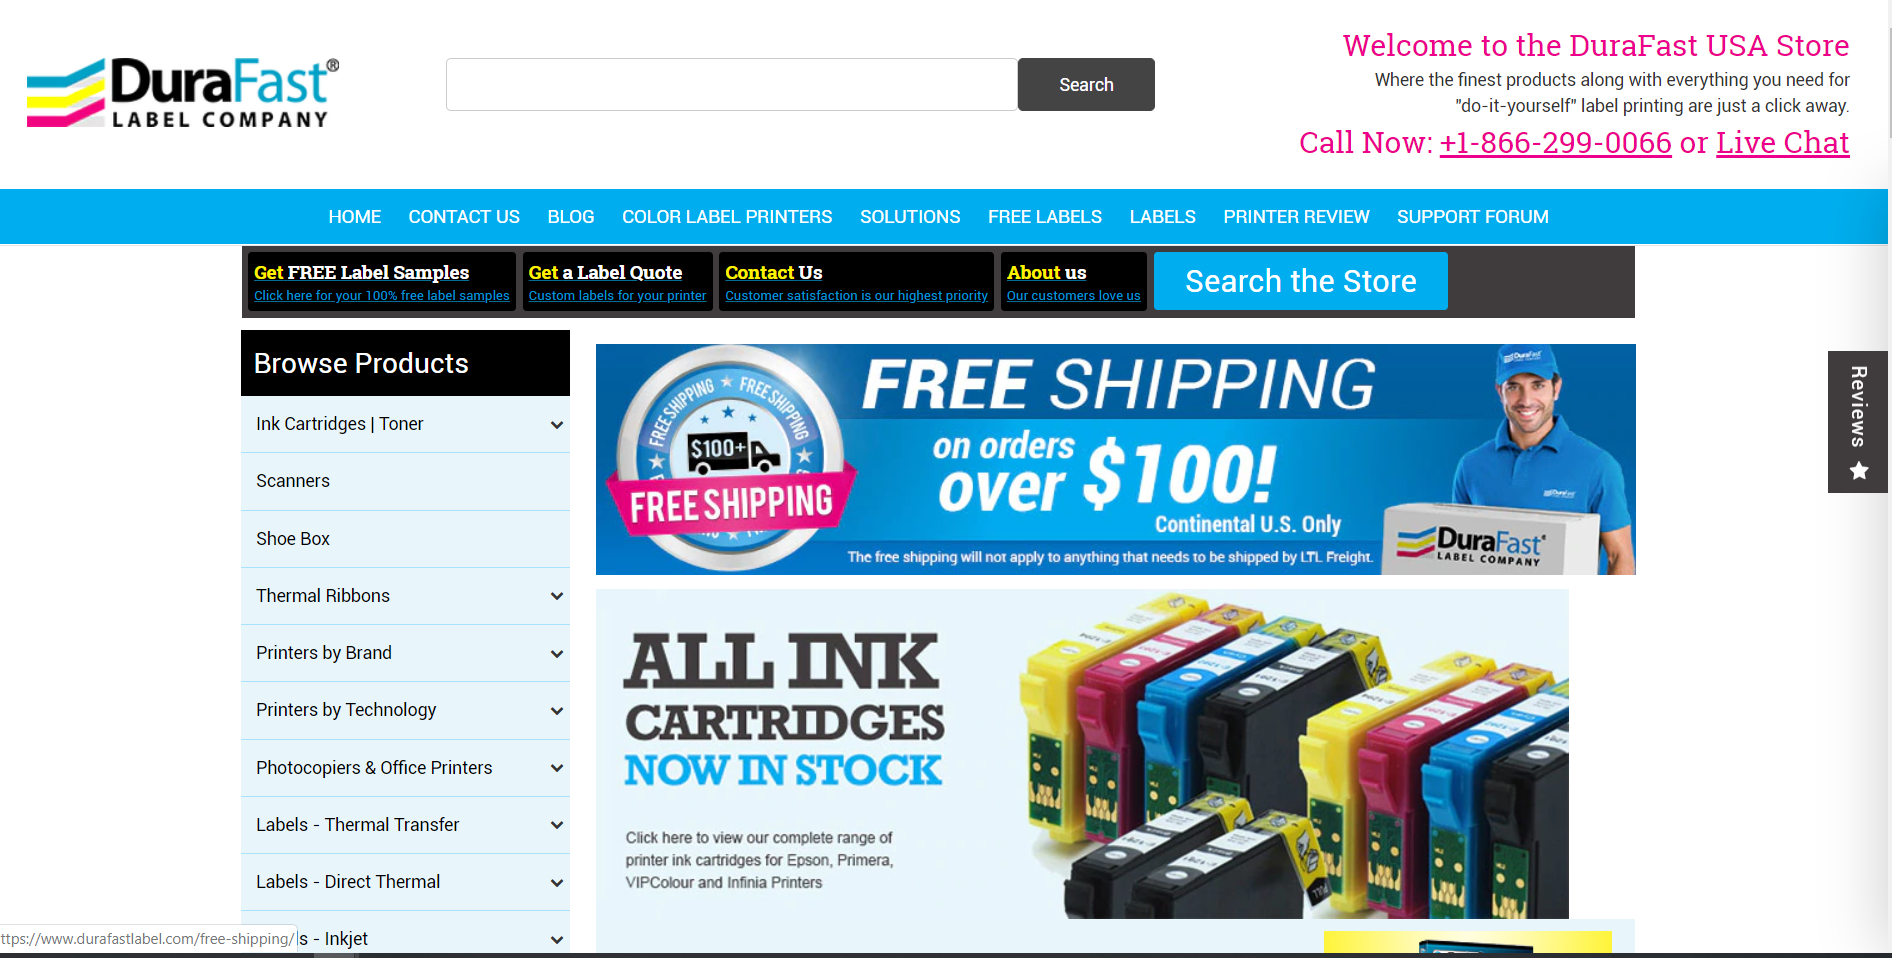 DuraFast®
LABEL COMPANY
Search
Welcome to the DuraFast USA Store
Where the finest products along with everything you need for
"do-it-yourself" label printing are just a click away.
Call Now: +1-866-299-0066 or Live Chat
HOME CONTACT US BLOG COLOR LABEL PRINTERS SOLUTIONS FREE LABELS LABELS PRINTER REVIEW SUPPORT FORUM
Get FREE Label Samples
Click here for your 100% free label samples
Get a Label Quote
Custom labels for your printer
Contact Us
Customer satisfaction is our highest priority
About us
Our customers love us
Search the Store
Browse Products
Ink Cartridges | Toner
Scanners
Shoe Box
Thermal Ribbons
Printers by Brand
Printers by Technology
Photocopiers & Office Printers
Labels - Thermal Transfer
Labels - Direct Thermal
s - Inkjet
ttps://www.durafastlabel.com/free-shipping/
FREE SHIPPING ★ FREE SHIPPING
$100+
FREE SHIPPING
FREE SHIPPING
on orders
over $100!
Continental U.S. Only
The free shipping will not apply to anything that needs to be shipped by LTL Freight.
DuraFast
DuraFast
DuraFast
LABEL COMPANY
ALL INK
CARTRIDGES
NOW IN STOCK
Click here to view our complete range of
printer ink cartridges for Epson, Primera,
VIPColour and Infinia Printers
Reviews ★